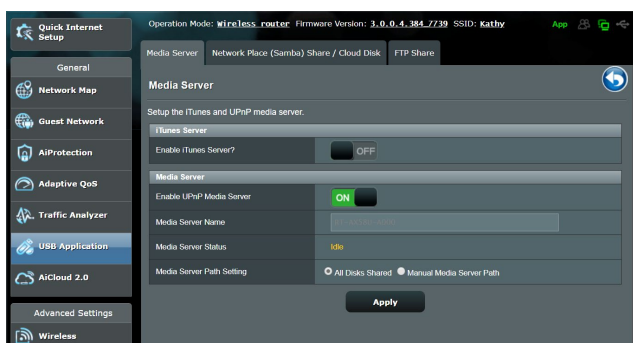 Quick Internet
Setup
Operation Mode: Wireless router Firmware Version: 3.0.0.4.384_7739 SSID: Kathy
App
Media Server
Network Place (Samba) Share / Cloud Disk
FTP Share
General
Network Map
Guest Network
AiProtection
Adaptive QoS
Traffic Analyzer
USB Application
AiCloud 2.0
Advanced Settings
Wireless
Media Server
Setup the iTunes and UPnP media server.
iTunes Server
Enable iTunes Server?
OFF
Media Server
Enable UPnP Media Server
ON
Media Server Name
Media Server Status
Idle
Media Server Path Setting
All Disks Shared
Manual Media Server Path
Apply